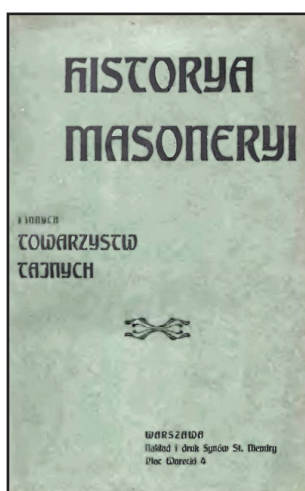 HISTORYA
MASONERYI
I INNYCH
TOWARZYSTW
TAJNYCH
WARSZAWA
Nakład i druk Synów St. Niemiry
Plac Warecki 4